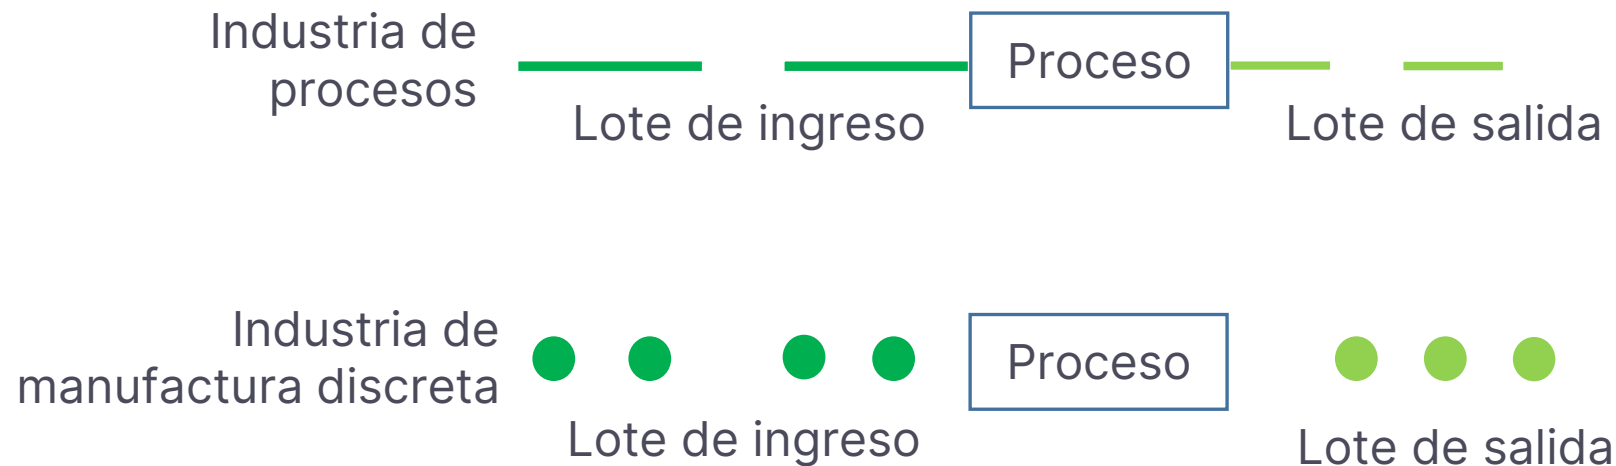 Industria de
procesos
Proceso
Lote de ingreso
Lote de salida
Industria de
manufactura discreta
Proceso
Lote de ingreso
Lote de salida